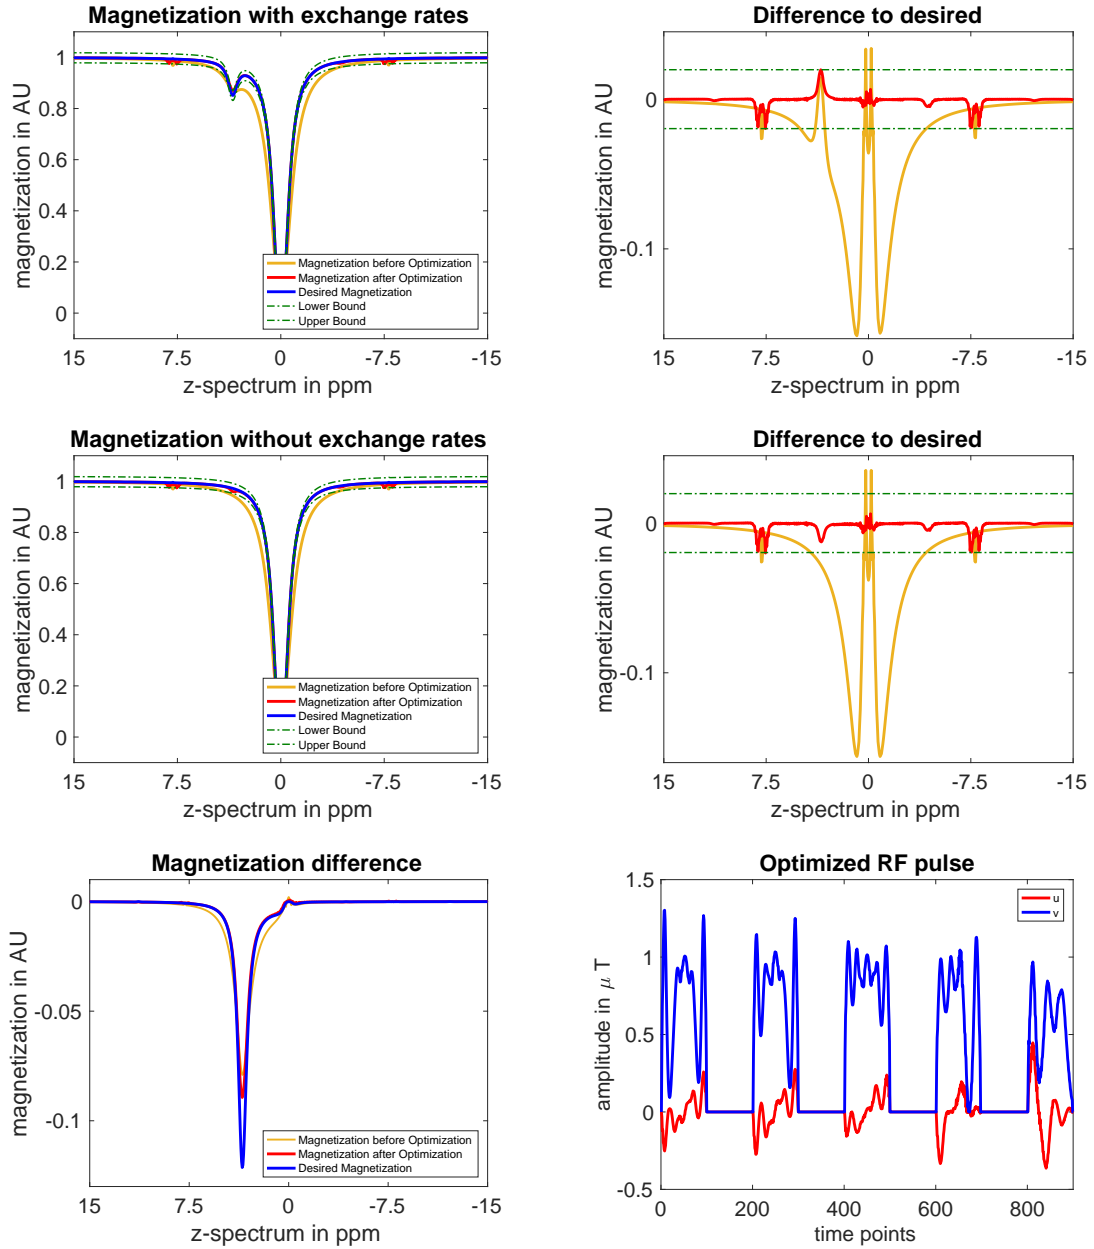 Magnetization with exchange rates
magnetization in AU
1
0.8
0.6
0.4
0.2
0
Magnetization before Optimization
Magnetization after Optimization
Desired Magnetization
Lower Bound
Upper Bound
15 7.5 0 -7.5 -15
z-spectrum in ppm
Difference to desired
magnetization in AU
0
-0.1
15 7.5 0 -7.5 -15
z-spectrum in ppm
Magnetization without exchange rates
magnetization in AU
1
0.8
0.6
0.4
0.2
0
Magnetization before Optimization
Magnetization after Optimization
Desired Magnetization
Lower Bound
Upper Bound
15 7.5 0 -7.5 -15
z-spectrum in ppm
Difference to desired
magnetization in AU
0
-0.1
15 7.5 0 -7.5 -15
z-spectrum in ppm
Magnetization difference
magnetization in AU
0
-0.05
-0.1
Magnetization before Optimization
Magnetization after Optimization
Desired Magnetization
15 7.5 0 -7.5 -15
z-spectrum in ppm
Optimized RF pulse
amplitude in μ T
1.5
1
0.5
0
-0.5
u
v
0 200 400 600 800
time points